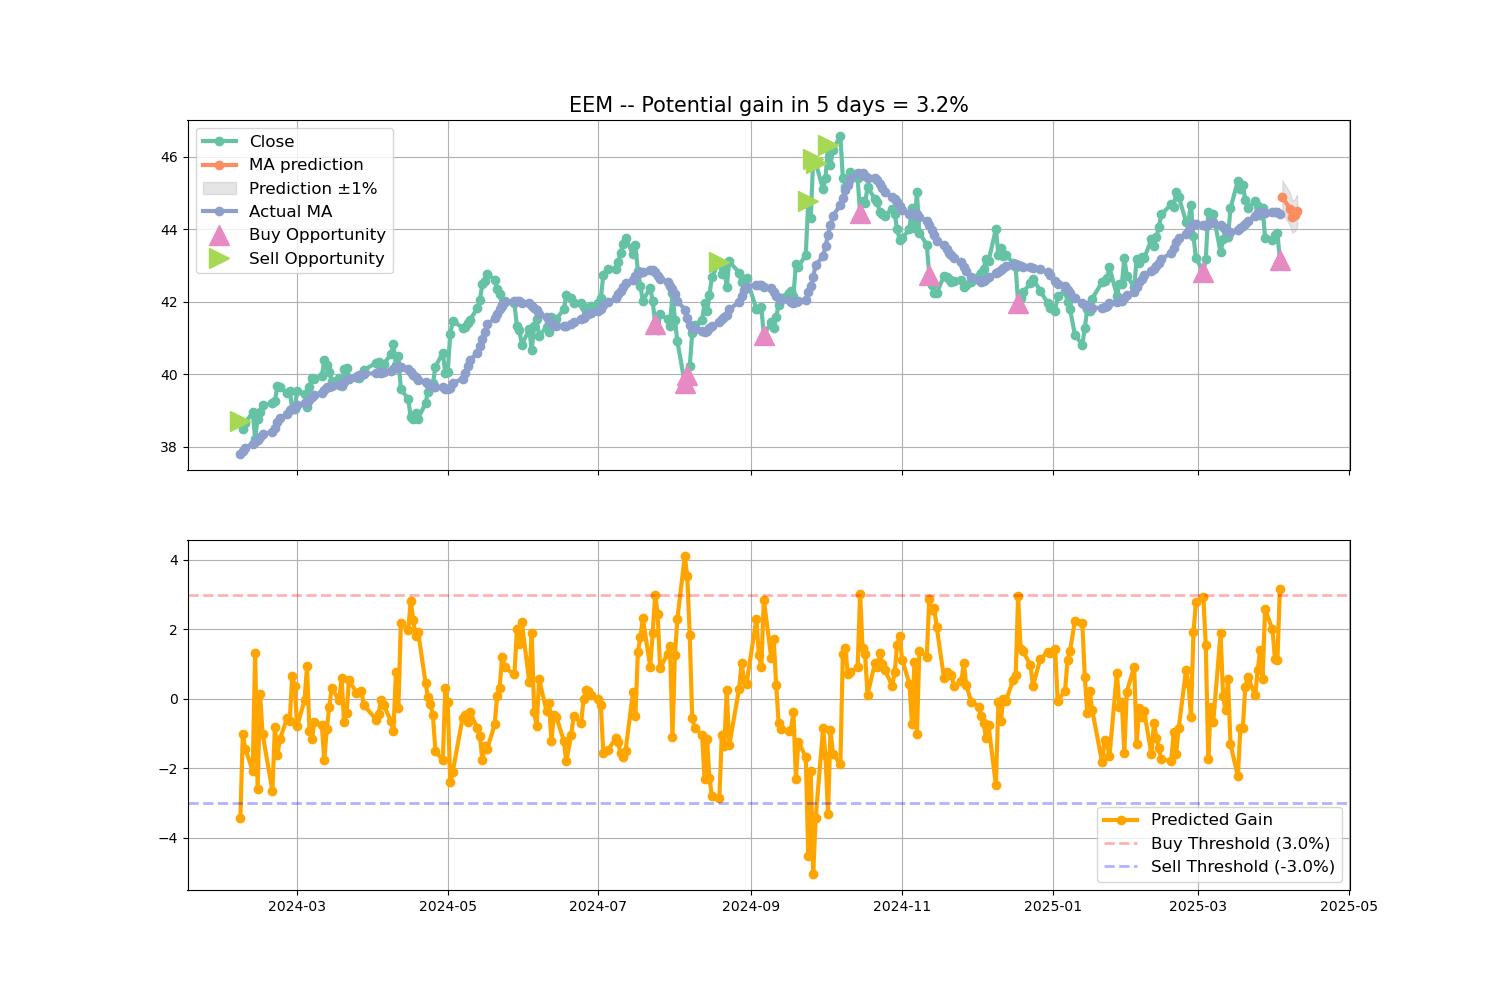 EEM -- Potential gain in 5 days = 3.2%
Close
MA prediction
Prediction ±1%
Actual MA
Buy Opportunity
Sell Opportunity
46
44
42
40
38
4
2
0
−2
−4
Predicted Gain
Buy Threshold (3.0%)
Sell Threshold (-3.0%)
2024-03 2024-05 2024-07 2024-09 2024-11 2025-01 2025-03 2025-05